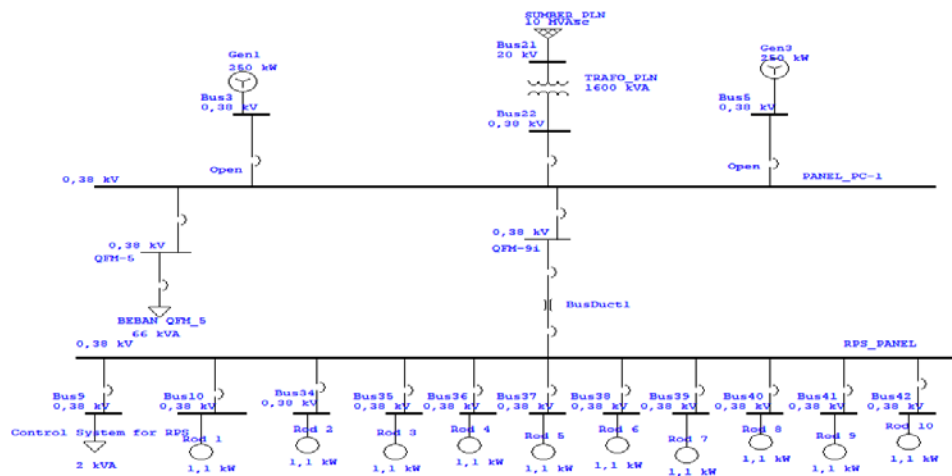 SUMBER_PLN
10 MVAsc
Gen1
250 kW
Bus21
20 kV
Gen3
250 kW
TRAFO_PLN
1600 kVA
Bus3
0,38 kV
Bus22
0,38 kV
Bus5
0,38 kV
Open
Open
0,38 kV
PANEL_PC-1
0,38 kV
QFM-5
0,38 kV
QFM-9i
BusDuct1
BEBAN QFM_5
66 kVA
0,38 kV
RPS_PANEL
Bus9
0,38 kV
Bus10
0,38 kV
Bus34
0,38 kV
Bus35
0,38 kV
Bus36
0,38 kV
Bus37
0,38 kV
Bus38
0,38 kV
Bus39
0,38 kV
Bus40
0,38 kV
Bus41
0,38 kV
Bus42
0,38 kV
Control System for RPS
2 kVA
Rod 1
1,1 kW
Rod 2
1,1 kW
Rod 3
1,1 kW
Rod 4
1,1 kW
Rod 5
1,1 kW
Rod 6
1,1 kW
Rod 7
1,1 kW
Rod 8
1,1 kW
Rod 9
1,1 kW
Rod 10
1,1 kW